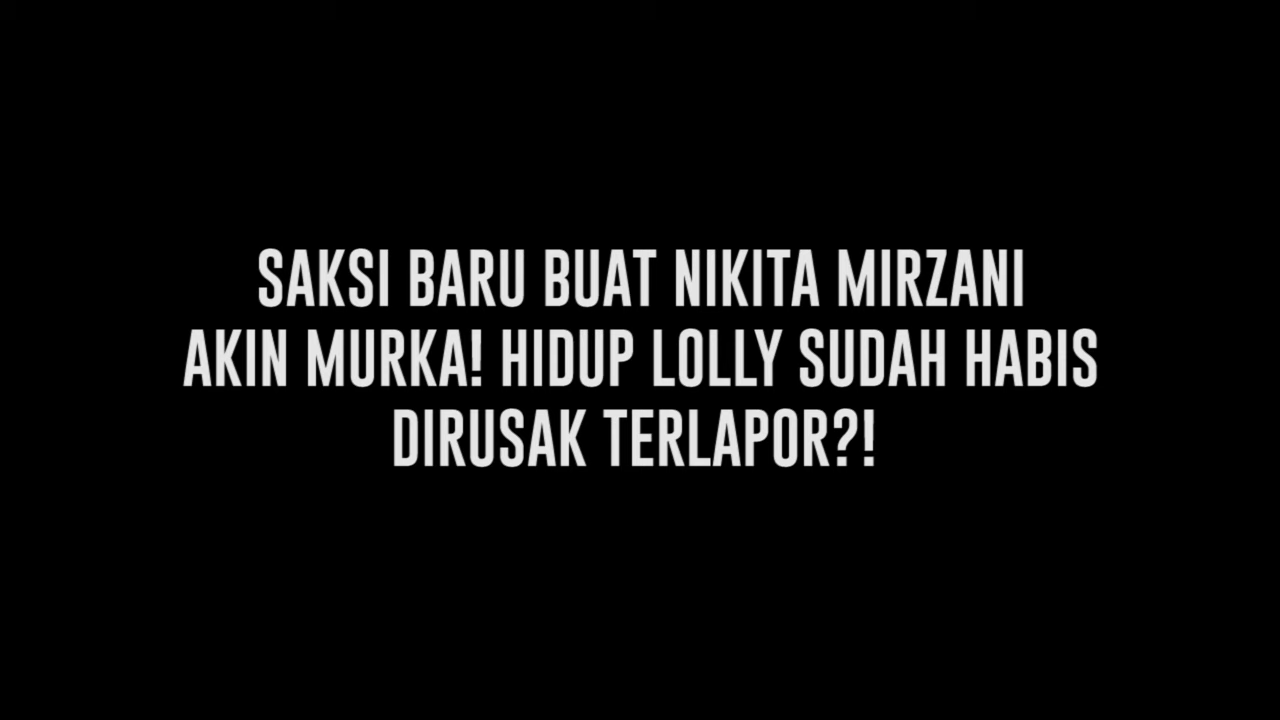 SAKSI BARU BUAT NIKITA MIRZANI
AKIN MURKA! HIDUP LOLLY SUDAH HABIS
DIRUSAK TERLAPOR?!